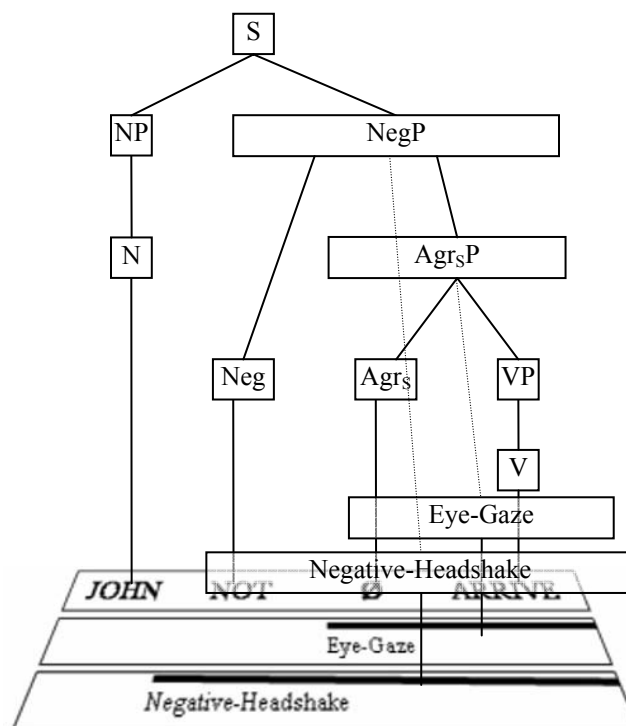 S
NP NegP
N AgrₛP
Neg Agrₛ VP
V
Eye-Gaze
Negative-Headshake
JOHN NOT Ø ARRIVE
Eye-Gaze
Negative-Headshake